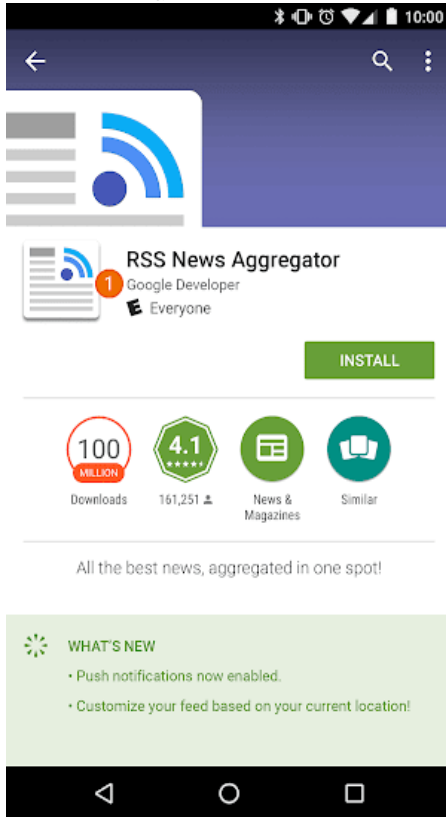 10:00
RSS News Aggregator
1
Google Developer
E Everyone
INSTALL
100
MILLION
Downloads
4.1
161,251
News &
Magazines
Similar
All the best news, aggregated in one spot!
WHAT'S NEW
• Push notifications now enabled.
• Customize your feed based on your current location!